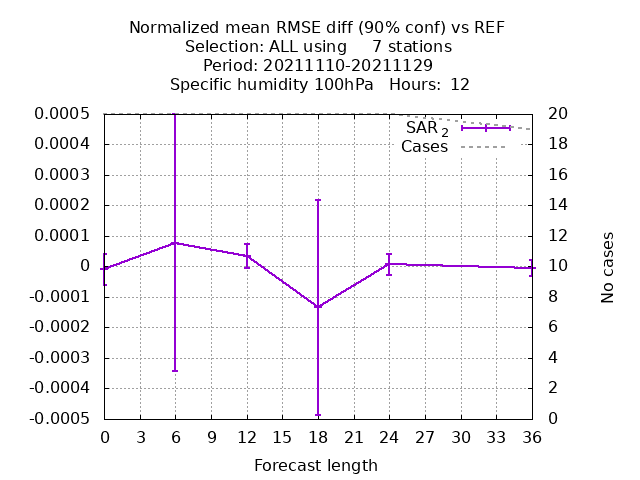 Normalized mean RMSE diff (90% conf) vs REF
Selection: ALL using     7 stations
Period: 20211110-20211129
Specific humidity 100hPa   Hours:  12
0.0005
0.0004
0.0003
0.0002
0.0001
0
-0.0001
-0.0002
-0.0003
-0.0004
-0.0005
SAR 2
Cases
20
18
16
14
12
10
8
6
4
2
0
No cases
0 3 6 9 12 15 18 21 24 27 30 33 36
Forecast length